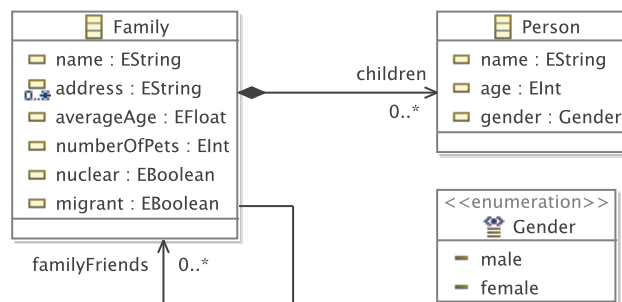 Family
name : EString
address : EString
0..*
averageAge : EFloat
numberOfPets : EInt
nuclear : EBoolean
migrant : EBoolean
children
0..*
Person
name : EString
age : EInt
gender : Gender
<<enumeration>>
Gender
male
female
familyFriends
0..*